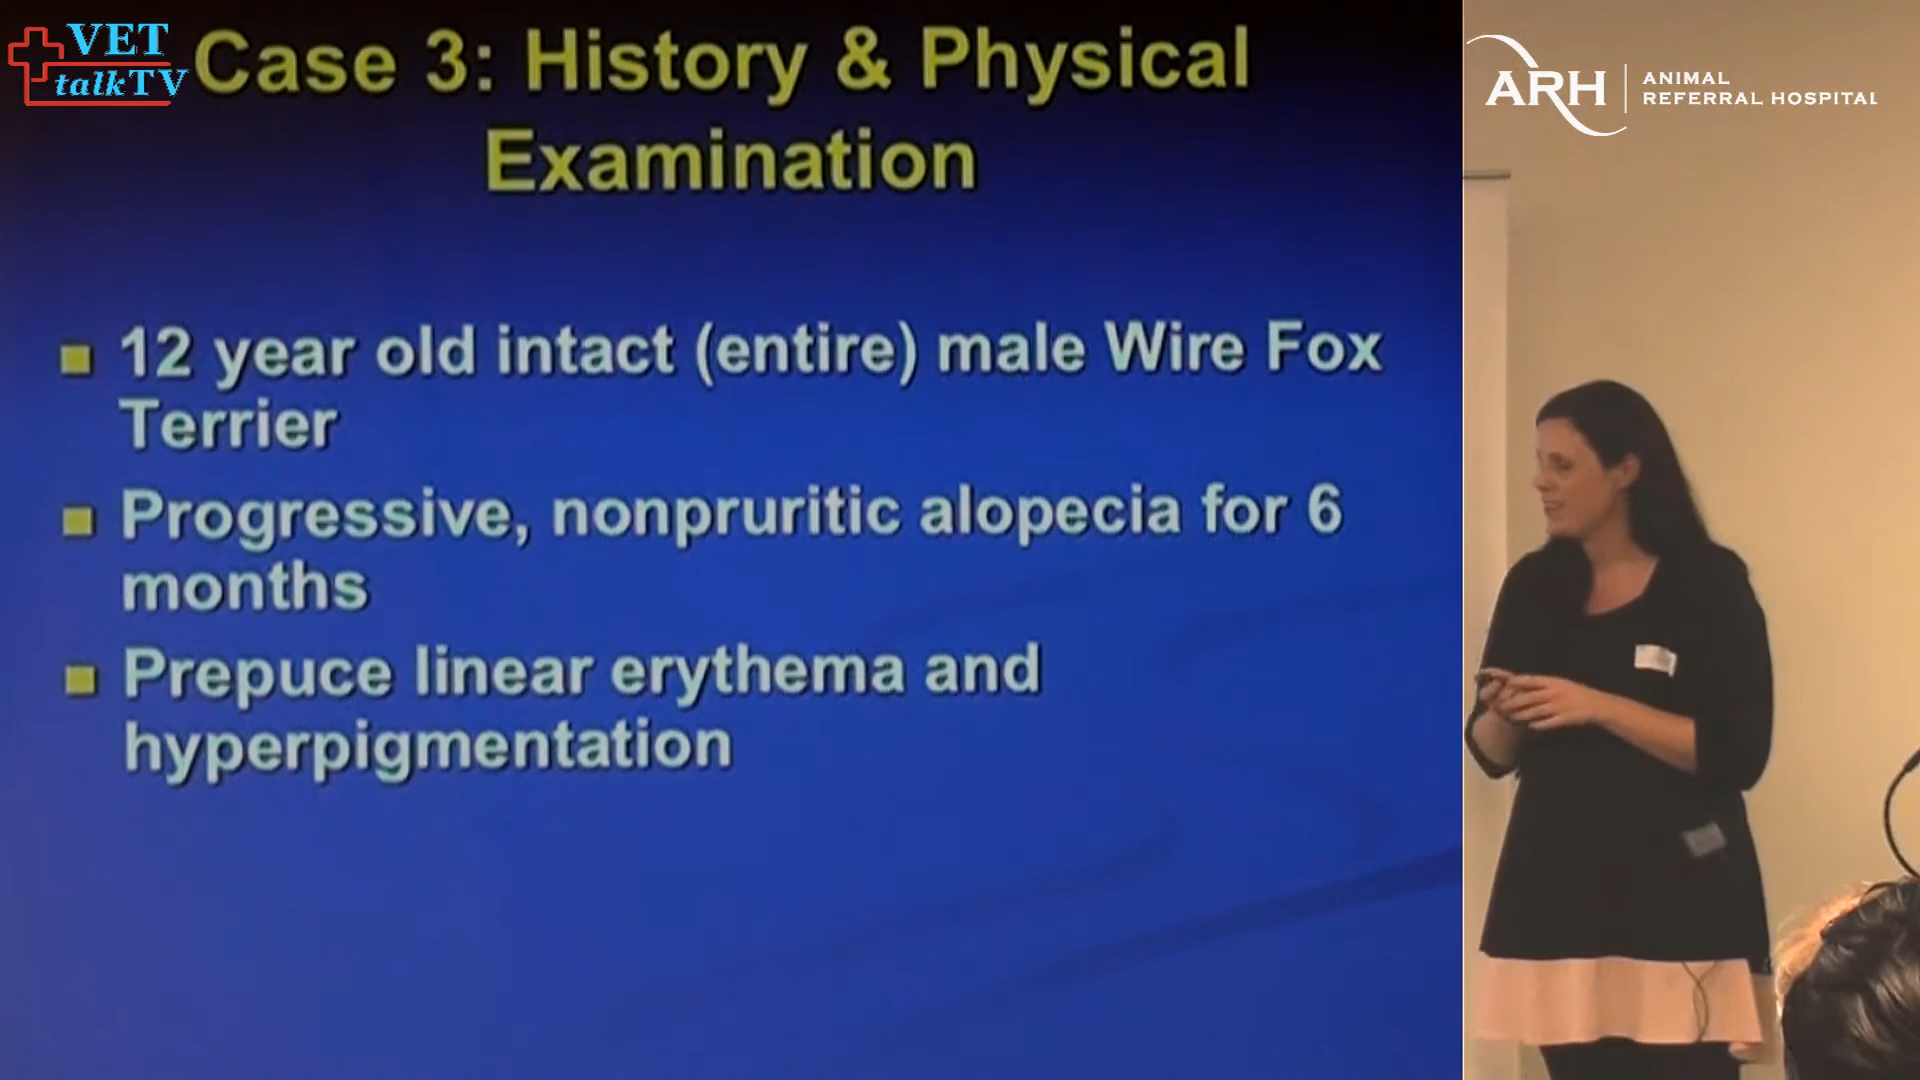 VET
talkTV
Case 3: History & Physical
Examination
12 year old intact (entire) male Wire Fox
Terrier
Progressive, nonpruritic alopecia for 6
months
Prepuce linear erythema and
hyperpigmentation
ARH
ANIMAL
REFERRAL HOSPITAL